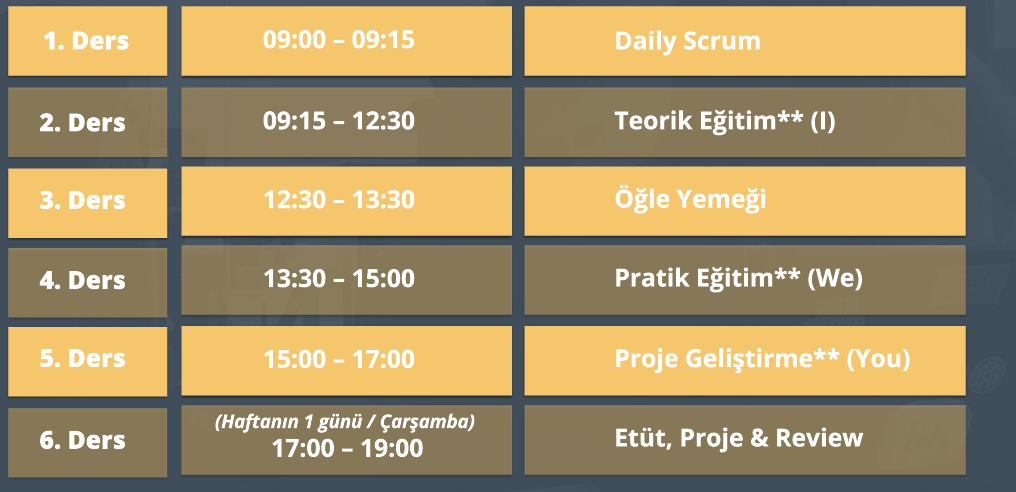 1. Ders 09:00 – 09:15 Daily Scrum
2. Ders 09:15 – 12:30 Teorik Eğitim** (I)
3. Ders 12:30 – 13:30 Öğle Yemeği
4. Ders 13:30 – 15:00 Pratik Eğitim** (We)
5. Ders 15:00 – 17:00 Proje Geliştirme** (You)
(Haftanın 1 günü / Çarşamba)
6. Ders 17:00 – 19:00 Etüt, Proje & Review